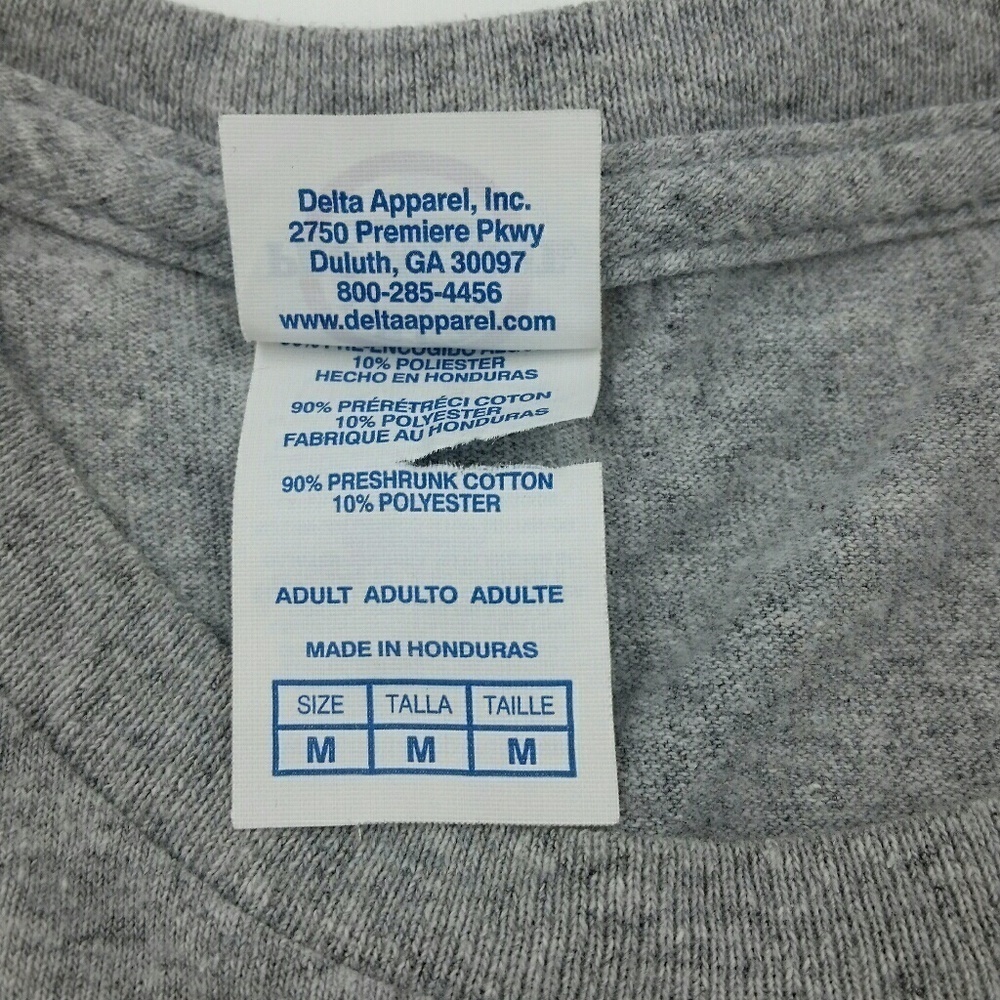 Delta Apparel, Inc.
2750 Premiere Pkwy
Duluth, GA 30097
800-285-4456
www.deltaapparel.com
10% POLIESTER
HECHO EN HONDURAS
90% PRÉRÉTRÉCI COTON
10% POLYESTER
FABRIQUE AU HONDURAS
90% PRESHRUNK COTTON
10% POLYESTER
ADULT ADULTO ADULTE
MADE IN HONDURAS
SIZE TALLA TAILLE
M M M